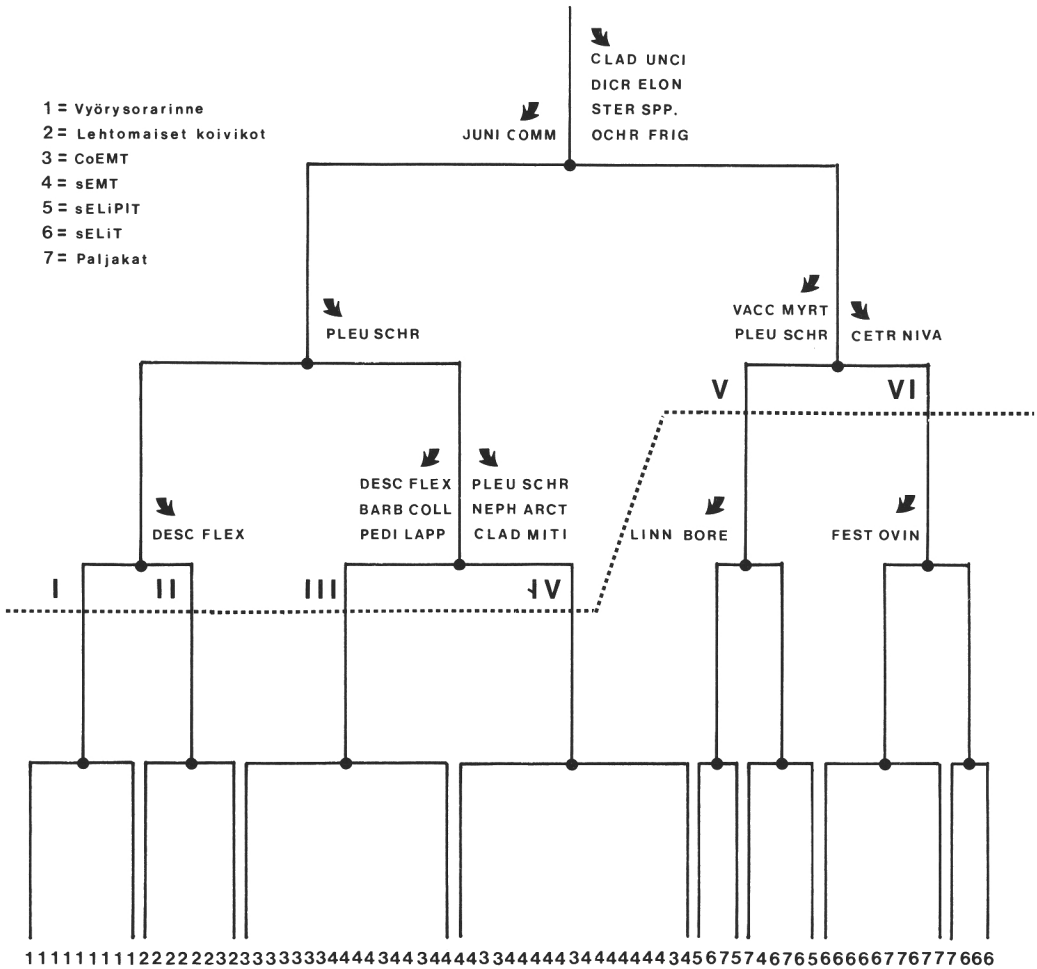 CLAD UNCI
DICR ELON
STER SPP.
OCHR FRIG
JUNI COMM
1 = Vyörysorarinne
2 = Lehtomaiset koivikot
3 = CoEMT
4 = sEMT
5 = sELiPlT
6 = sELiT
7 = Paljakat
PLEU SCHR
VACC MYRT
PLEU SCHR
CETR NIVA
V
VI
DESC FLEX
BARB COLL
PEDI LAPP
PLEU SCHR
NEPH ARCT
CLAD MITI
DESC FLEX
LINN BORE
FEST OVIN
I
II
III
IV